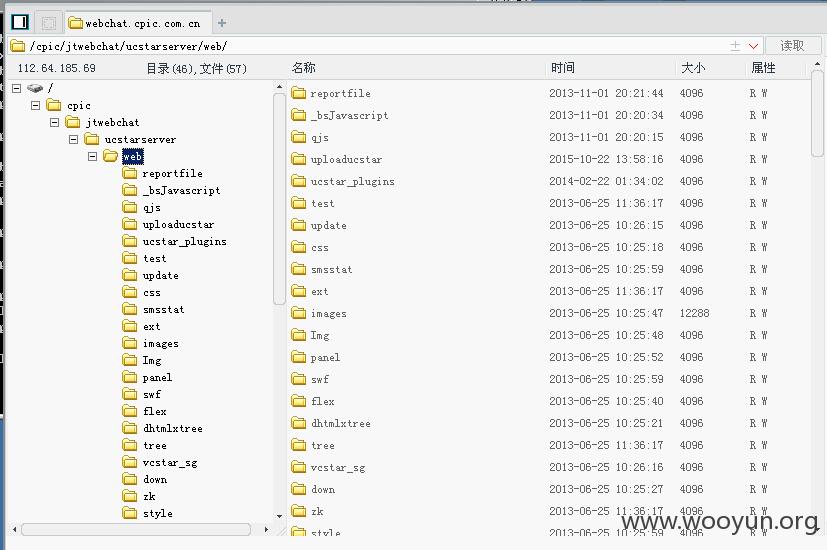 webchat.cpic.com.cn
/cpic/jtwebchat/ucstarserver/web/
读取
112.64.185.69 目录(46),文件(57)
名称 时间 大小 属性
/
cpic
jtwebchat
ucstarserver
web
reportfile
_bsJavascript
qjs
uploaducstar
ucstar_plugins
test
update
css
smsstat
ext
images
Img
panel
swf
flex
dhtmlxtree
tree
vcstar_sg
down
zk
style
reportfile 2013-11-01 20:21:44 4096 R W
_bsJavascript 2013-11-01 20:20:34 4096 R W
qjs 2013-11-01 20:20:15 4096 R W
uploaducstar 2015-10-22 13:58:16 4096 R W
ucstar_plugins 2014-02-22 01:34:02 4096 R W
test 2013-06-25 11:36:17 4096 R W
update 2013-06-25 10:26:15 4096 R W
css 2013-06-25 10:25:18 4096 R W
smsstat 2013-06-25 10:25:59 4096 R W
ext 2013-06-25 11:36:17 4096 R W
images 2013-06-25 10:25:47 12288 R W
Img 2013-06-25 10:25:48 4096 R W
panel 2013-06-25 10:25:52 4096 R W
swf 2013-06-25 10:25:59 4096 R W
flex 2013-06-25 10:25:40 4096 R W
dhtmlxtree 2013-06-25 10:25:21 4096 R W
tree 2013-06-25 11:36:17 4096 R W
vcstar_sg 2013-06-25 10:26:16 4096 R W
down 2013-06-25 10:25:27 4096 R W
zk 2013-06-25 11:36:17 4096 R W
style 2013-06-25 10:25:59 4096 R W
www.wooyun.org